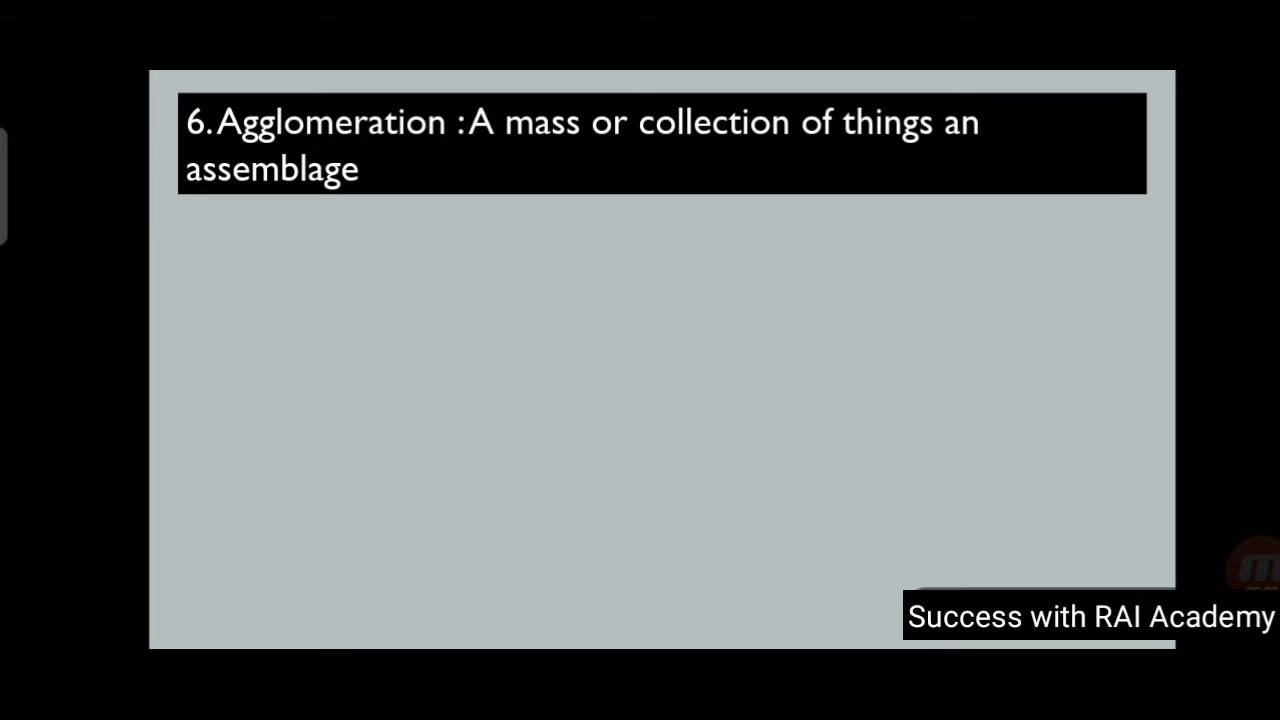 6. Agglomeration : A mass or collection of things an
assemblage
Success with RAI Academy